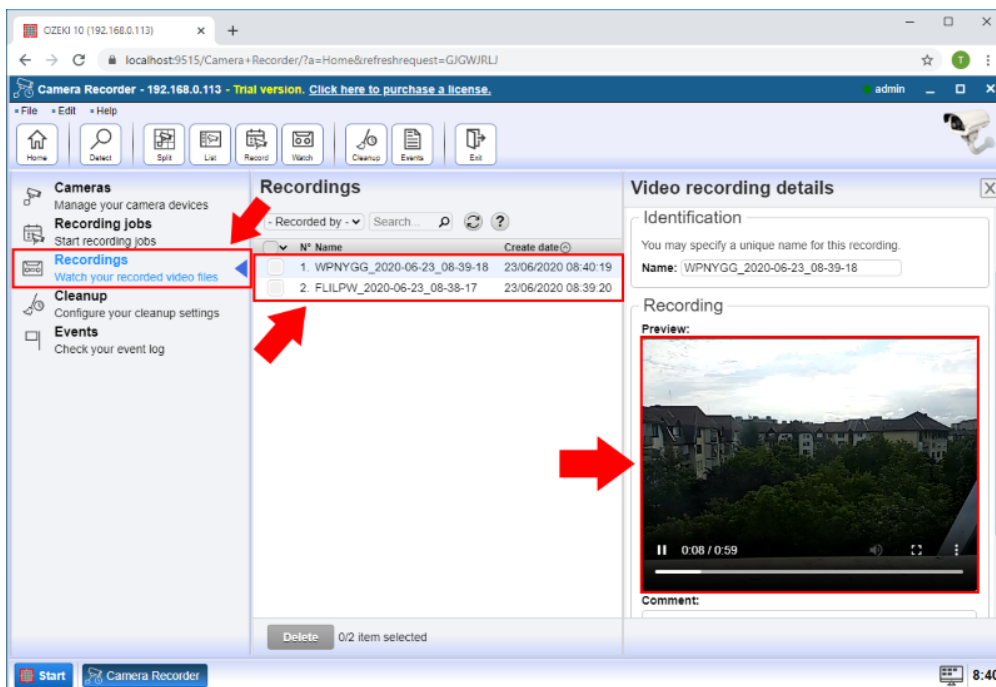 OZEKI 10 (192.168.0.113)
localhost:9515/Camera+Recorder/?a=Home&refreshrequest=GJGWJRLJ
T
Camera Recorder - 192.168.0.113 - Trial version. Click here to purchase a license.
admin
File Edit Help
Home Detect Split List Record Watch Cleanup Events Exit
Cameras
Manage your camera devices
Recording jobs
Start recording jobs
Recordings
Watch your recorded video files
Cleanup
Configure your cleanup settings
Events
Check your event log
Recordings
- Recorded by - Search... ?
N° Name Create date
1. WPNYGG_2020-06-23_08-39-18 23/06/2020 08:40:19
2. FLILPW_2020-06-23_08-38-17 23/06/2020 08:39:20
Delete 0/2 item selected
Video recording details
X
Identification
You may specify a unique name for this recording.
Name: WPNYGG_2020-06-23_08-39-18
Recording
Preview:
0:08 / 0:59
Comment:
Start Camera Recorder
8:40